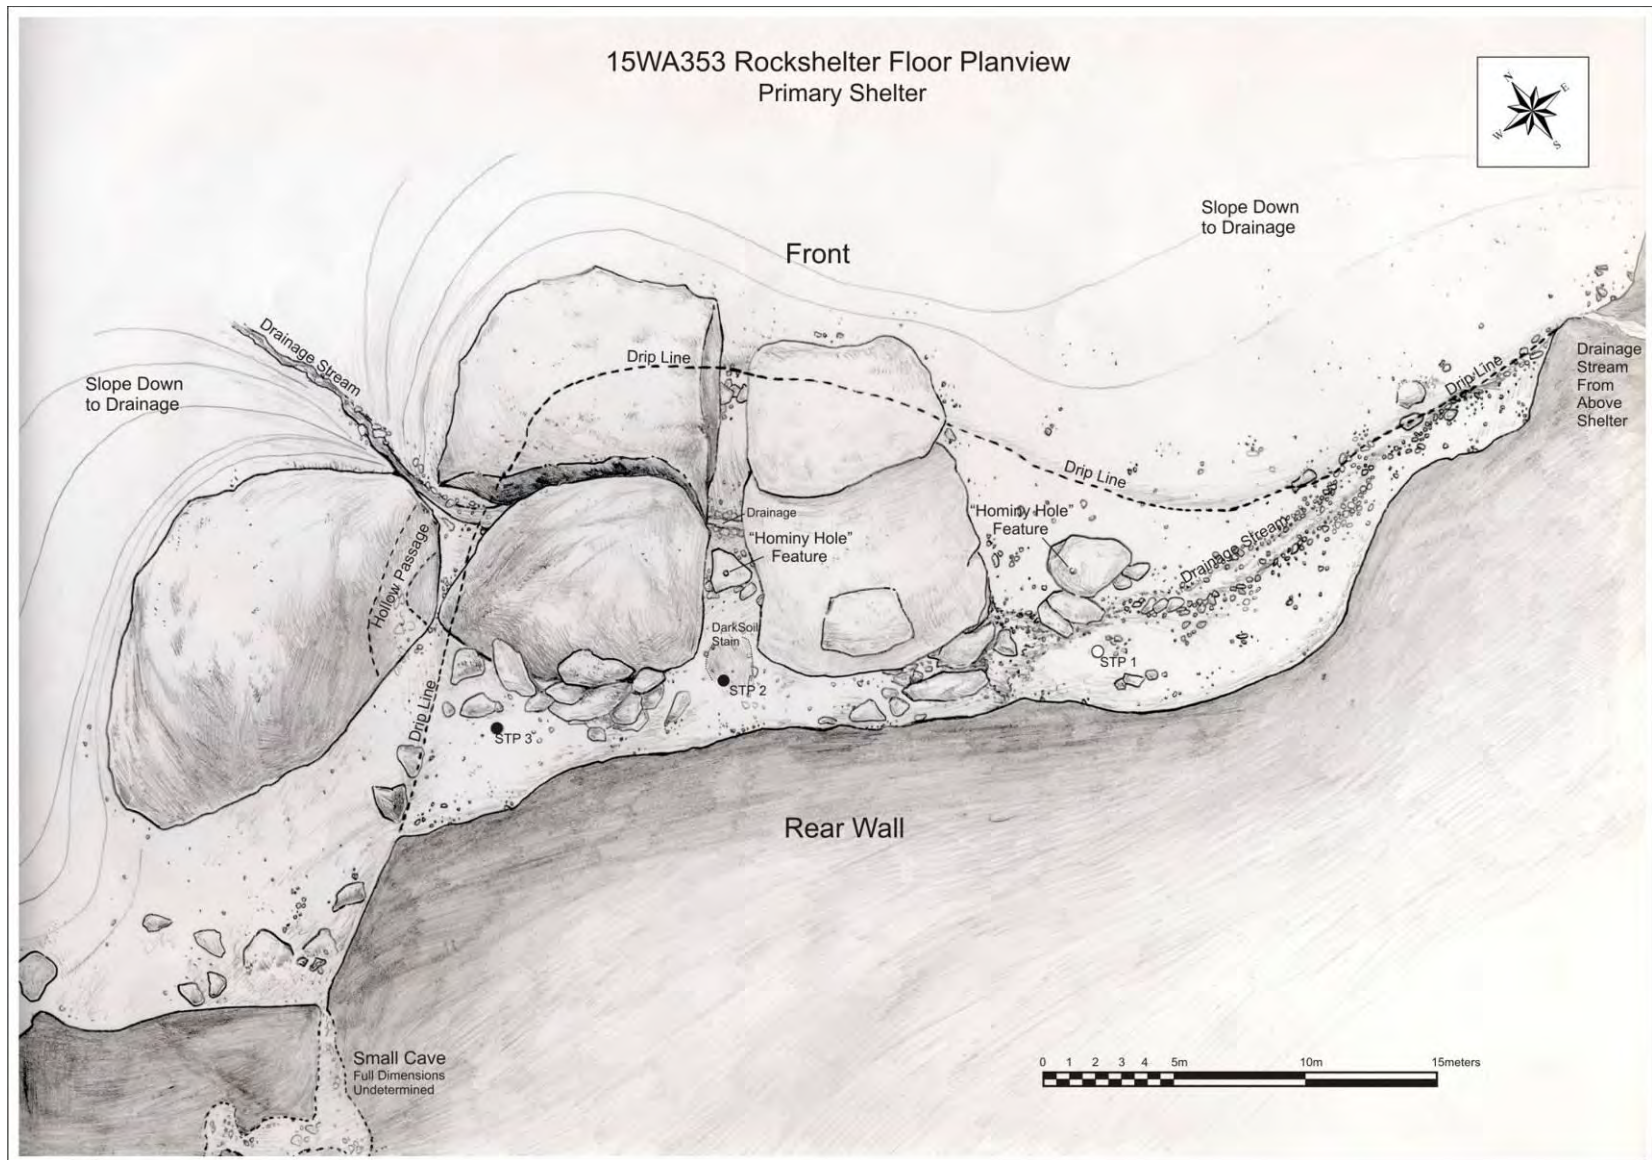 15WA353 Rockshelter Floor Planview
Primary Shelter
N
E
W
S
Slope Down
to Drainage
Front
Drainage Stream
Drip Line
Drainage
Stream
From
Above
Shelter
Slope Down
to Drainage
Drip Line
Drip Line
Drainage
"Hominy Hole"
Feature
"Hominy Hole"
Feature
Drainage Stream
Hollow Passage
DarkSoil
Stain
STP 1
STP 2
Drip Line
STP 3
Rear Wall
Small Cave
Full Dimensions
Undetermined
0 1 2 3 4 5m 10m 15meters